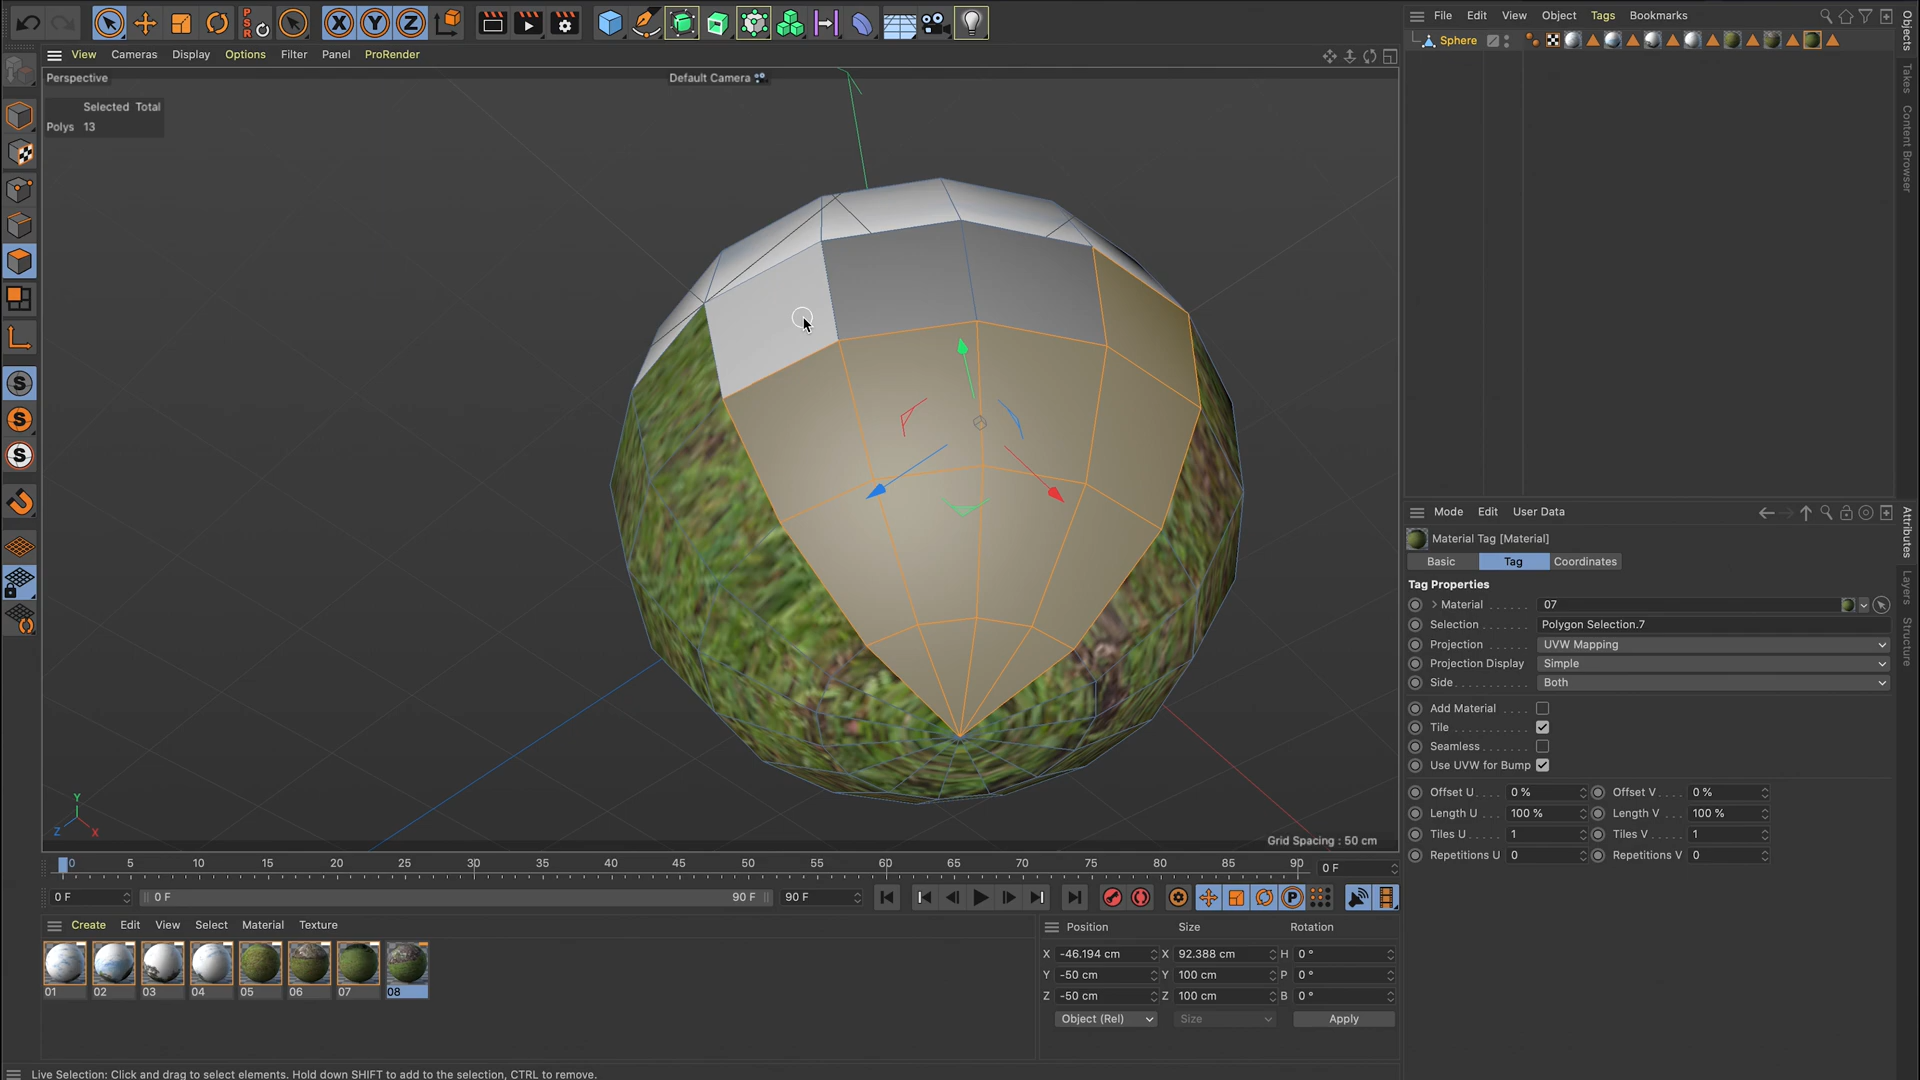 PSR
X Y Z
File Edit View Object Tags Bookmarks
View Cameras Display Options Filter Panel ProRender
Sphere
Perspective
Default Camera
Selected Total
Polys 13
Objects
Takes
Content Browser
Mode Edit User Data
Material Tag [Material]
Basic Tag Coordinates
Tag Properties
Material 07
Selection Polygon Selection.7
Projection UVW Mapping
Projection Display Simple
Side Both
Add Material
Tile
Seamless
Use UVW for Bump
Offset U 0 % Offset V 0 %
Length U 100 % Length V 100 %
Tiles U 1 Tiles V 1
Repetitions U 0 Repetitions V 0
Attributes
Layers
Structure
Y
Z X
Grid Spacing : 50 cm
0 5 10 15 20 25 30 35 40 45 50 55 60 65 70 75 80 85 90 0 F
0 F 0 F 90 F 90 F
P
Create Edit View Select Material Texture
01 02 03 04 05 06 07 08
Position Size Rotation
X -46.194 cm X 92.388 cm H 0 °
Y -50 cm Y 100 cm P 0 °
Z -50 cm Z 100 cm B 0 °
Object (Rel) Size Apply
Live Selection: Click and drag to select elements. Hold down SHIFT to add to the selection, CTRL to remove.